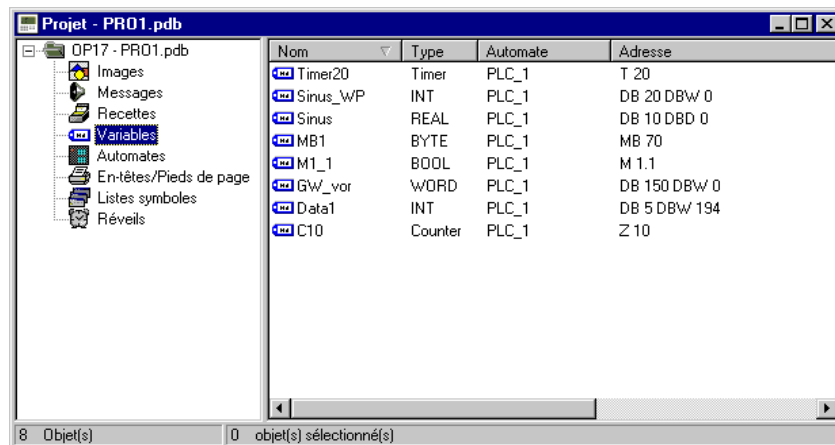 Projet - PRO1.pdb
OP17 - PRO1.pdb
Images
Messages
Recettes
Variables
Automates
En-têtes/Pieds de page
Listes symboles
Réveils
Nom Type Automate Adresse
Timer20 Timer PLC_1 T 20
Sinus_WP INT PLC_1 DB 20 DBW 0
Sinus REAL PLC_1 DB 10 DBD 0
MB1 BYTE PLC_1 MB 70
M1_1 BOOL PLC_1 M 1.1
GW_vor WORD PLC_1 DB 150 DBW 0
Data1 INT PLC_1 DB 5 DBW 194
C10 Counter PLC_1 Z 10
8 Objet(s) 0 objet(s) sélectionné(s)